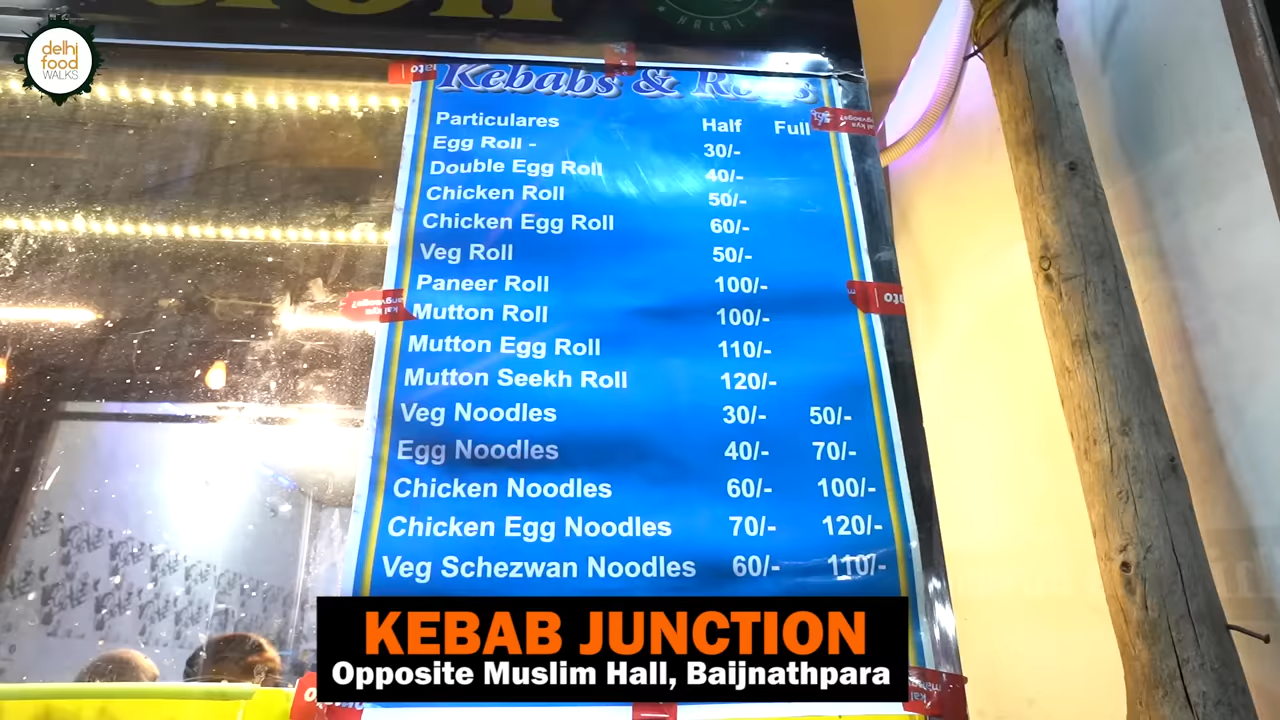 delhi
food
WALKS
HALAL
Kebabs &
Particulares Half Full
Egg Roll - 30/-
Double Egg Roll 40/-
Chicken Roll 50/-
Chicken Egg Roll 60/-
Veg Roll 50/-
Paneer Roll 100/-
Mutton Roll 100/-
Mutton Egg Roll 110/-
Mutton Seekh Roll 120/-
Veg Noodles 30/- 50/-
Egg Noodles 40/- 70/-
Chicken Noodles 60/- 100/-
Chicken Egg Noodles 70/- 120/-
Veg Schezwan Noodles 60/- 110/-
KEBAB JUNCTION
Opposite Muslim Hall, Baijnathpara